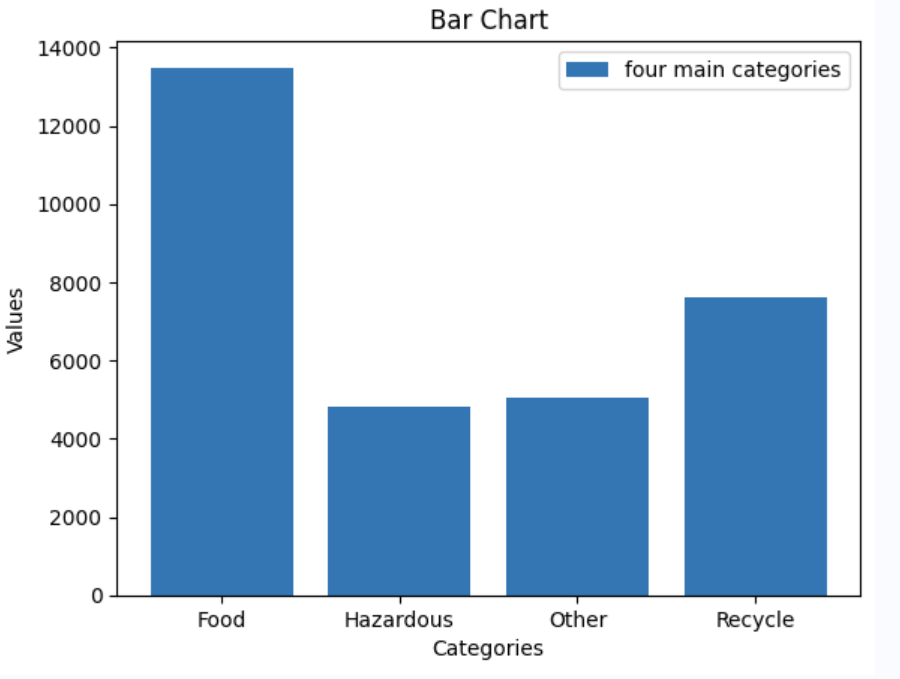 Bar Chart
four main categories
14000
12000
10000
8000
6000
4000
2000
0
Values
Food Hazardous Other Recycle
Categories